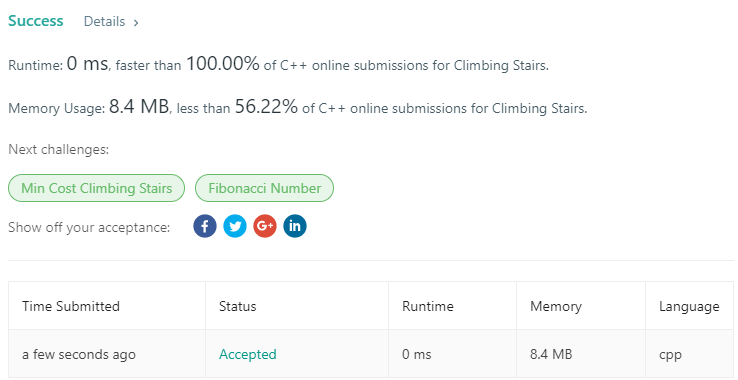 Success Details >
Runtime: 0 ms, faster than 100.00% of C++ online submissions for Climbing Stairs.
Memory Usage: 8.4 MB, less than 56.22% of C++ online submissions for Climbing Stairs.
Next challenges:
Min Cost Climbing Stairs Fibonacci Number
Show off your acceptance: f G+ in
Time Submitted Status Runtime Memory Language
a few seconds ago Accepted 0 ms 8.4 MB cpp